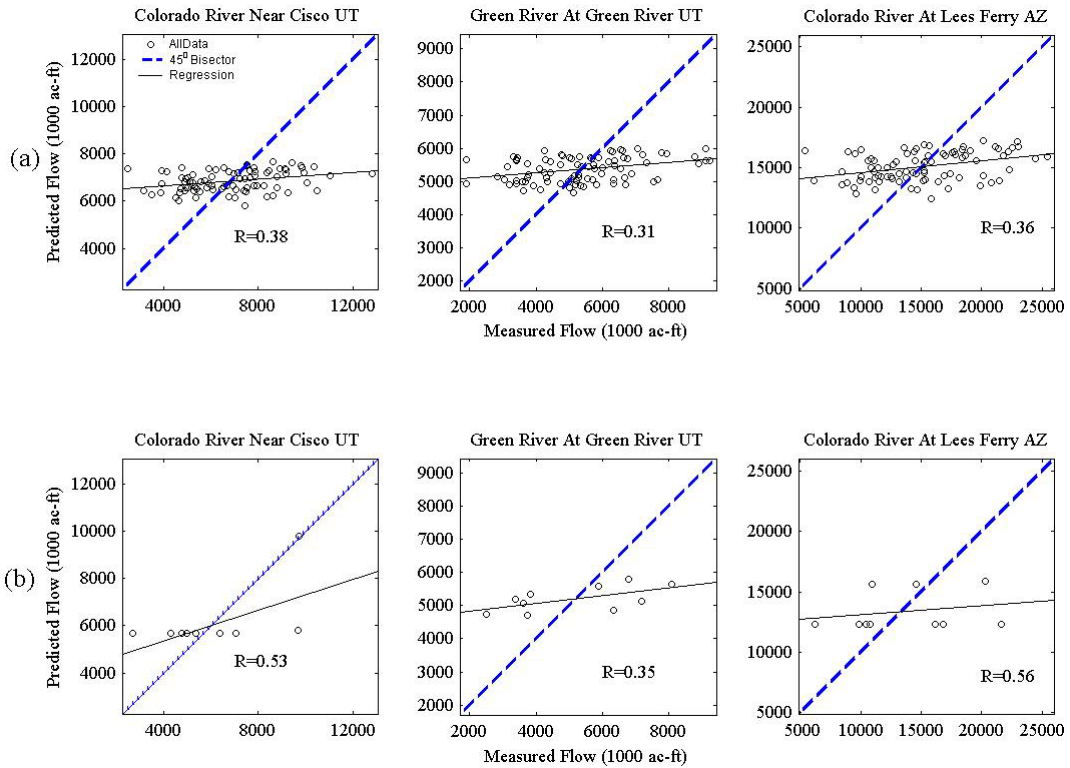 Colorado River Near Cisco UT
Green River At Green River UT
Colorado River At Lees Ferry AZ
(a)
Predicted Flow (1000 ac-ft)
12000
10000
8000
6000
4000
AllData
45⁰ Bisector
Regression
R=0.38
4000 8000 12000
9000
8000
7000
6000
5000
4000
3000
2000
R=0.31
2000 4000 6000 8000
Measured Flow (1000 ac-ft)
25000
20000
15000
10000
5000
R=0.36
5000 10000 15000 20000 25000
Colorado River Near Cisco UT
Green River At Green River UT
Colorado River At Lees Ferry AZ
(b)
Predicted Flow (1000 ac-ft)
12000
10000
8000
6000
4000
R=0.53
4000 8000 12000
9000
8000
7000
6000
5000
4000
3000
2000
R=0.35
2000 4000 6000 8000
Measured Flow (1000 ac-ft)
25000
20000
15000
10000
5000
R=0.56
5000 10000 15000 20000 25000